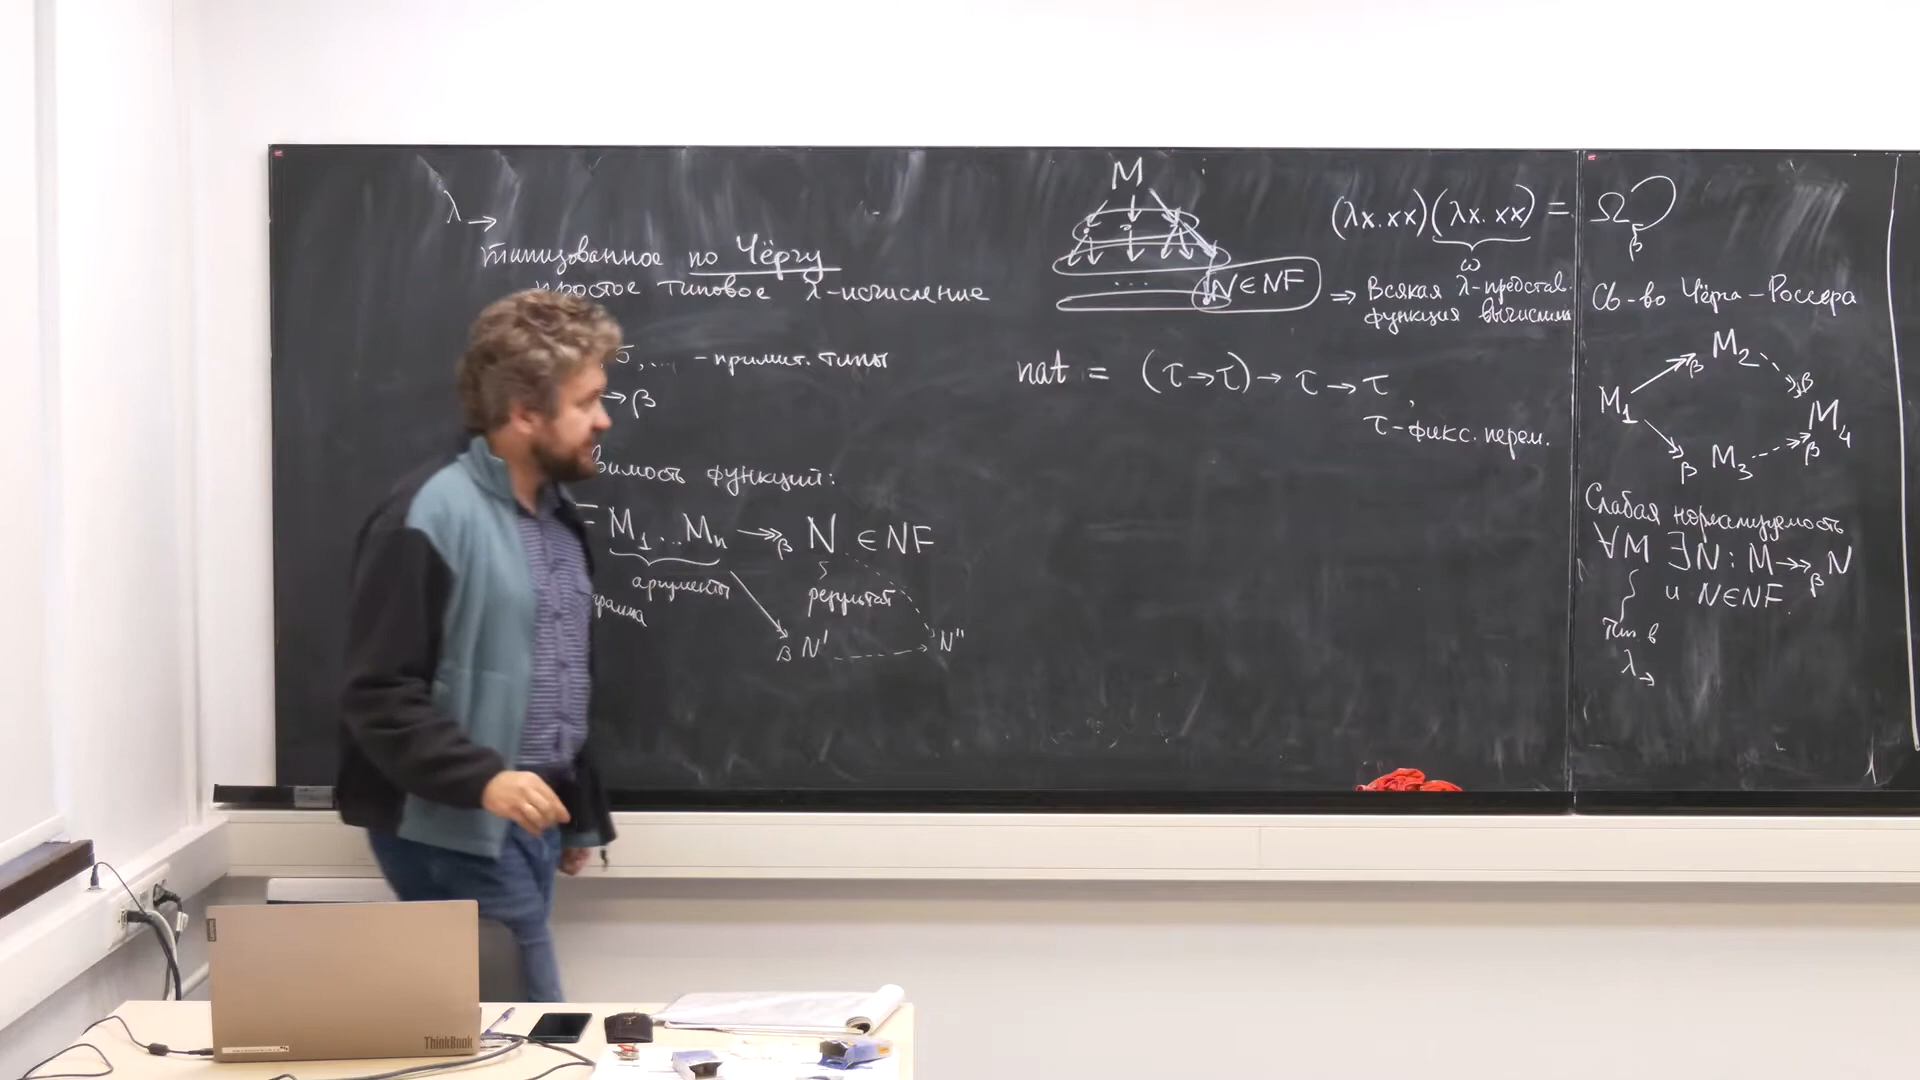 λ→
типизованное по Чёрчу
простое типовое λ-исчисление
б, ... - примит. типы
→β
вимость функций:
M₁...Mₙ ↠β N ∈ NF
аргументы
результат
грамма
β N' N''
M
N∈NF
(λx.xx)(λx.xx) =
ω
⇒ Всякая λ-представ.
функция вычислима
nat = (τ→τ)→τ→τ,
τ-фикс. перем.
Ω
β
Св-во Чёрча-Россера
M₁ ↠β M₂ ↠β M₄
↠β M₃ ↠β
Слабая нормализуемость
∀M ∃N: M ↠β N
и N∈NF.
тип в
λ→
ThinkBook